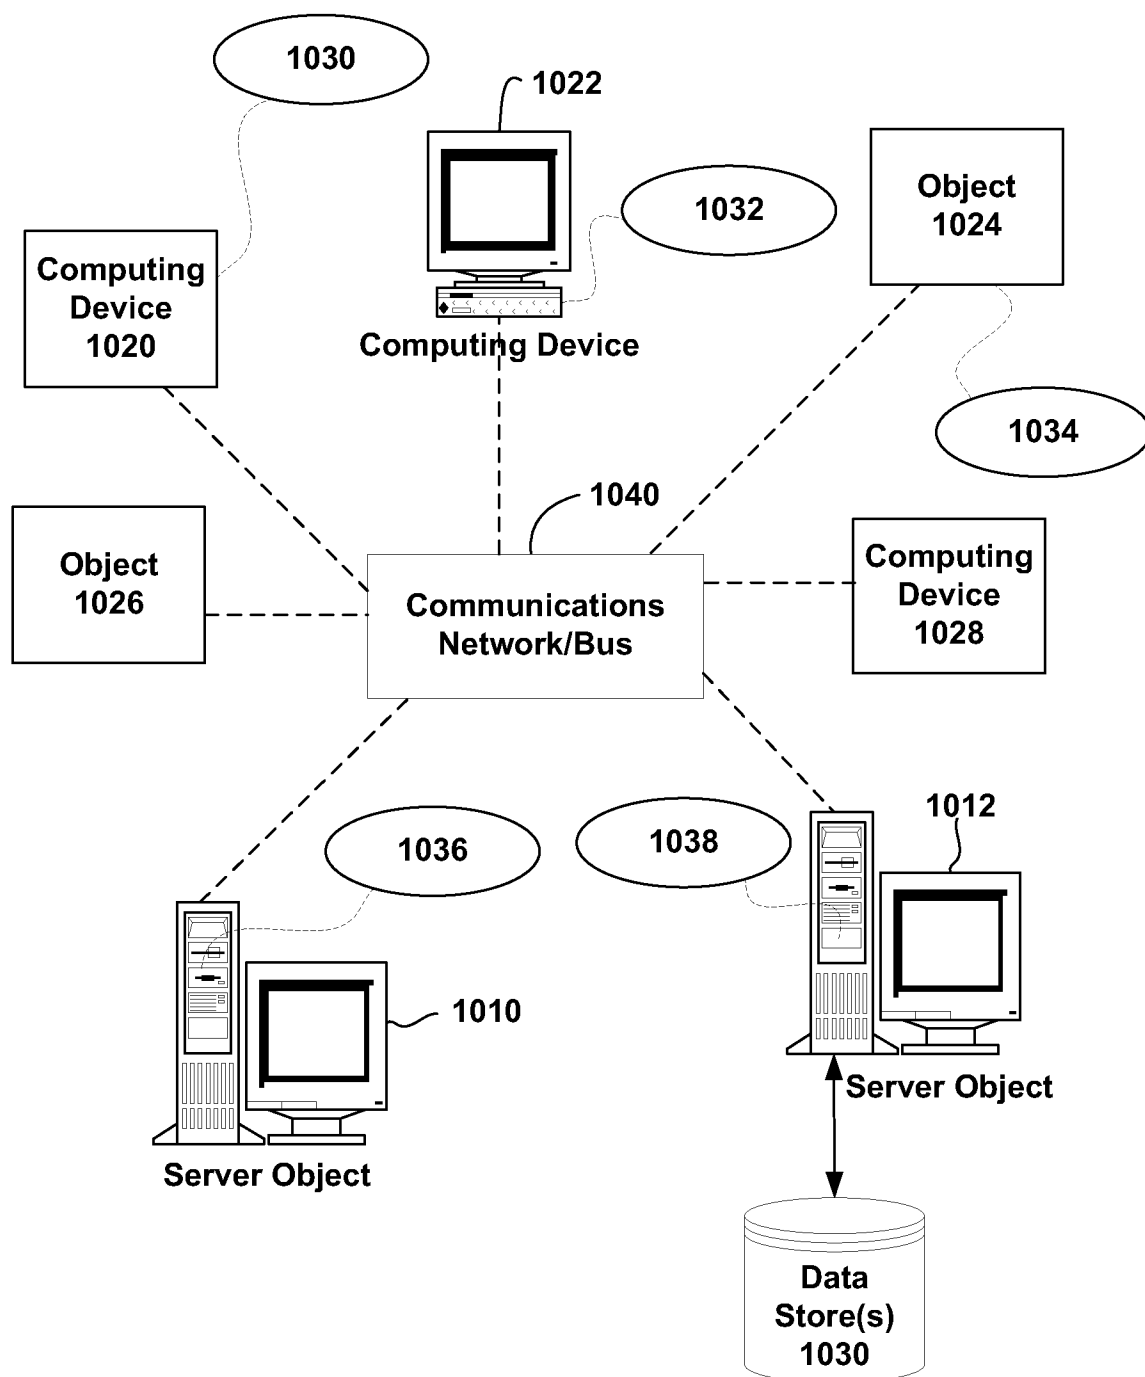 1030
1022
1032
Object
1024
Computing
Device
1020
Computing Device
1034
1040
Object
1026
Communications
Network/Bus
Computing
Device
1028
1036
1038
1012
1010
Server Object
Server Object
Data
Store(s)
1030